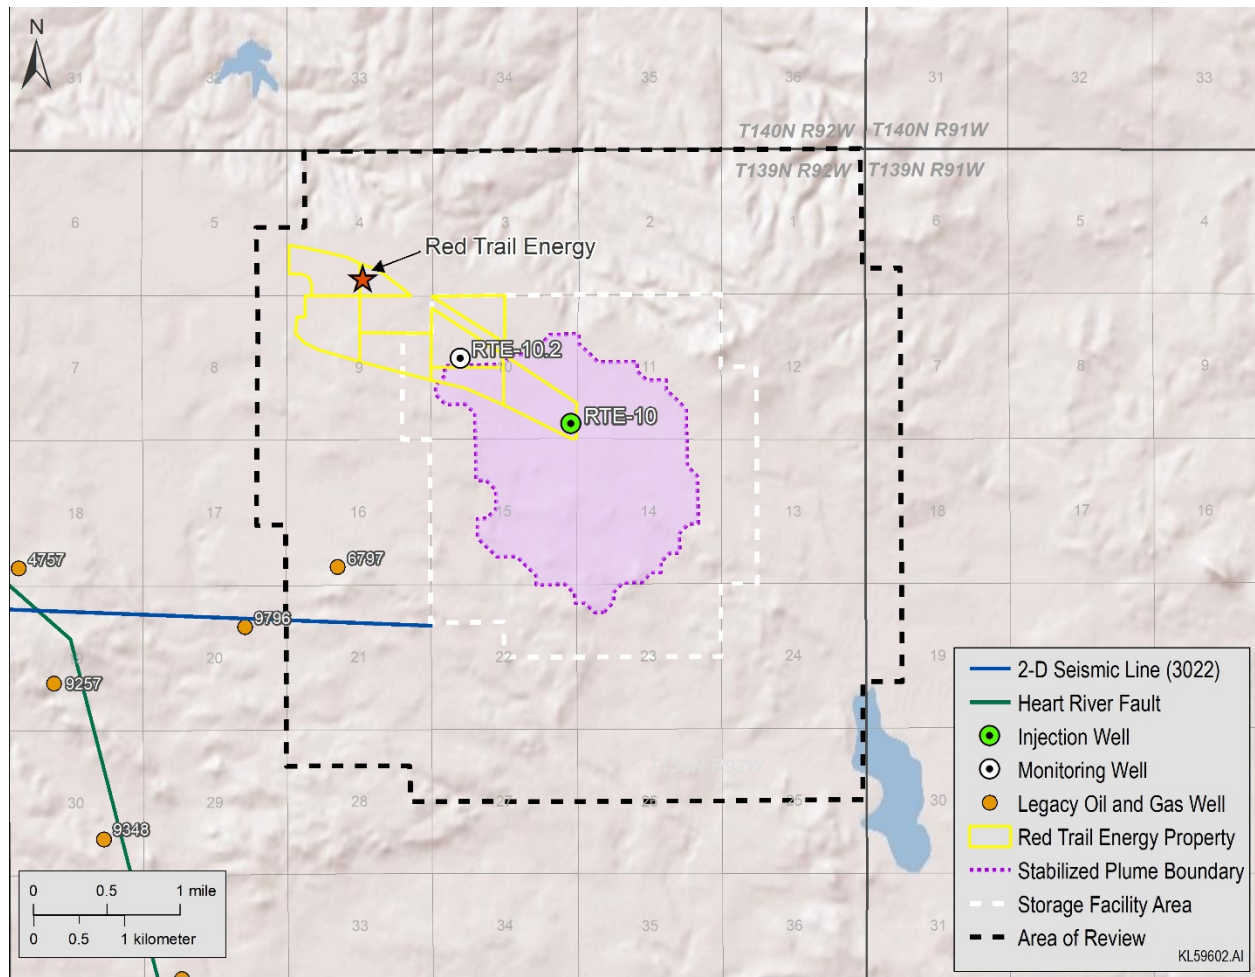 N
31
32
33
34
35
36
31
32
33
T140N R92W
T140N R91W
T139N R92W
T139N R91W
6
5
4
3
2
1
6
5
4
Red Trail Energy
RTE-10.2
7
8
10
11
12
7
8
9
RTE-10
18
17
16
15
14
13
18
17
16
4757
6797
9796
19
20
21
22
23
24
19
9257
30
29
28
27
26
25
30
9348
33
34
35
36
31
0 0.5 1 mile
0 0.5 1 kilometer
2-D Seismic Line (3022)
Heart River Fault
Injection Well
Monitoring Well
Legacy Oil and Gas Well
Red Trail Energy Property
Stabilized Plume Boundary
Storage Facility Area
Area of Review
KL59602.AI